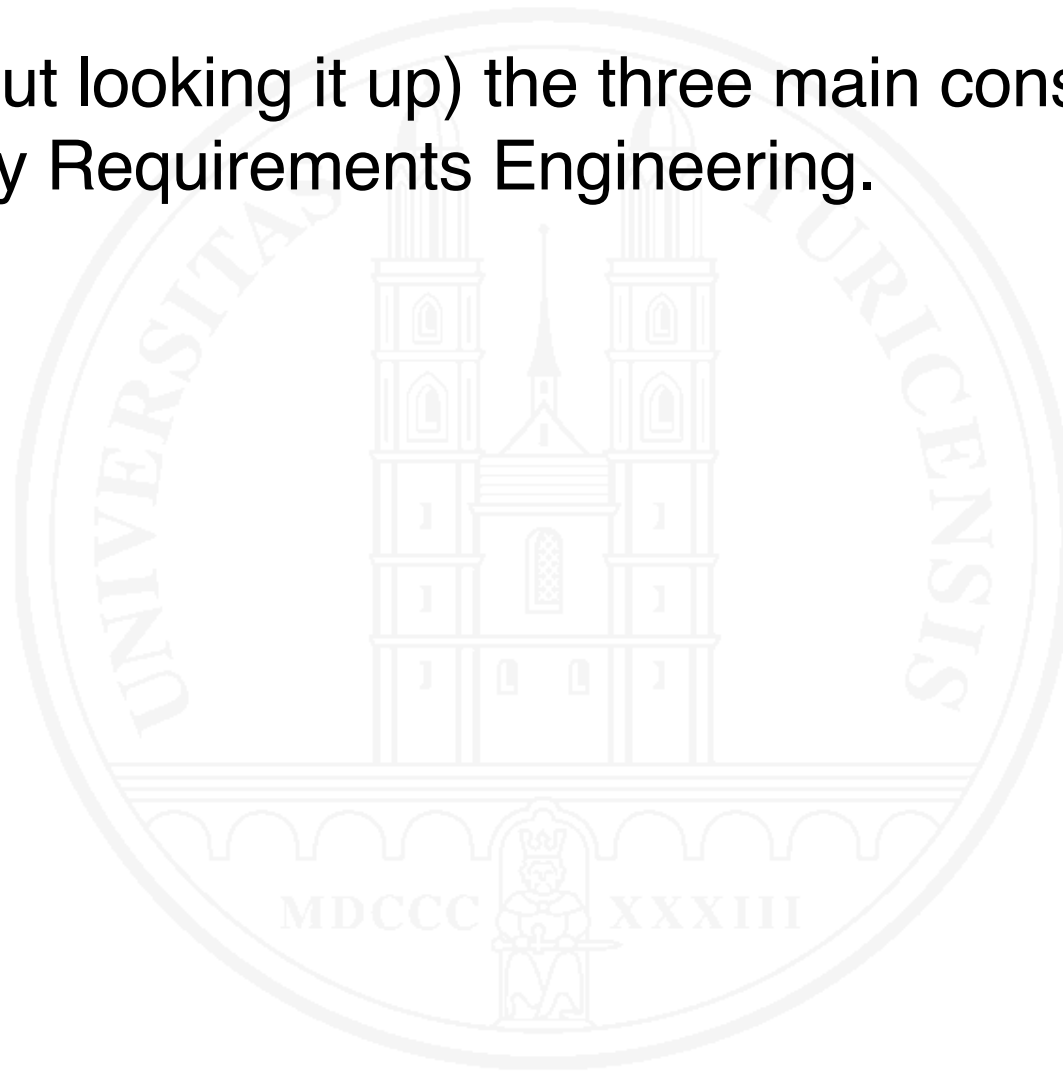 ut looking it up) the three main cons
y Requirements Engineering.
UNIVERSITAS TURICENSIS
MDCCC XXXIII